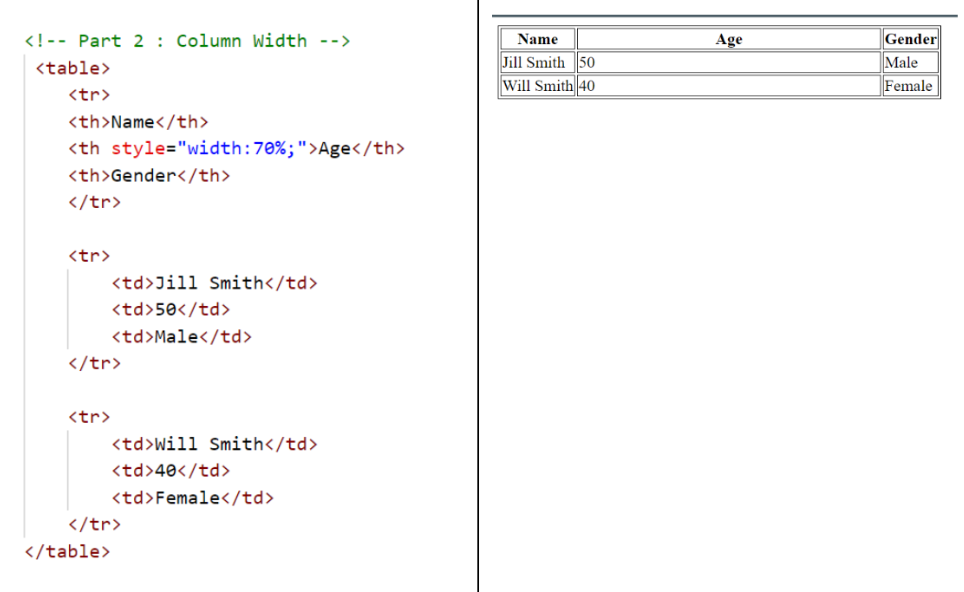 <!-- Part 2 : Column Width -->
<table>
<tr>
<th>Name</th>
<th style="width:70%;">Age</th>
<th>Gender</th>
</tr>
<tr>
<td>Jill Smith</td>
<td>50</td>
<td>Male</td>
</tr>
<tr>
<td>Will Smith</td>
<td>40</td>
<td>Female</td>
</tr>
</table>
Name Age Gender
Jill Smith 50 Male
Will Smith 40 Female